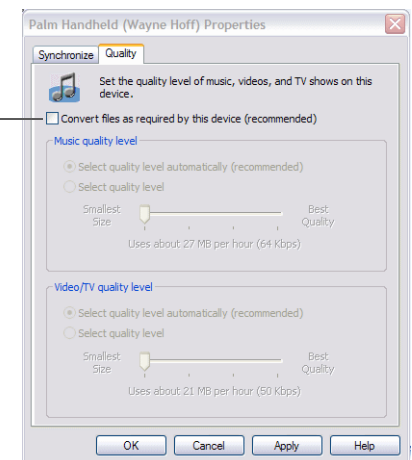 Palm Handheld (Wayne Hoff) Properties
Synchronize Quality
Set the quality level of music, videos, and TV shows on this
device.
Convert files as required by this device (recommended)
Music quality level
Select quality level automatically (recommended)
Select quality level
Smallest Size
Best Quality
Uses about 27 MB per hour (64 Kbps)
Video/TV quality level
Select quality level automatically (recommended)
Select quality level
Smallest Size
Best Quality
Uses about 21 MB per hour (50 Kbps)
OK Cancel Apply Help